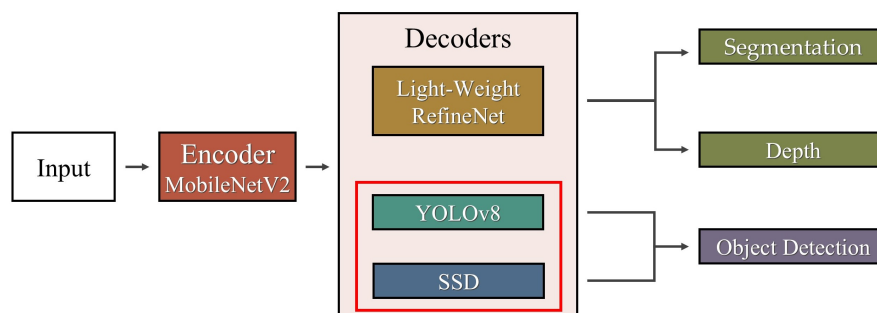 Input
Encoder
MobileNetV2
Decoders
Light-Weight
RefineNet
YOLOv8
SSD
Segmentation
Depth
Object Detection